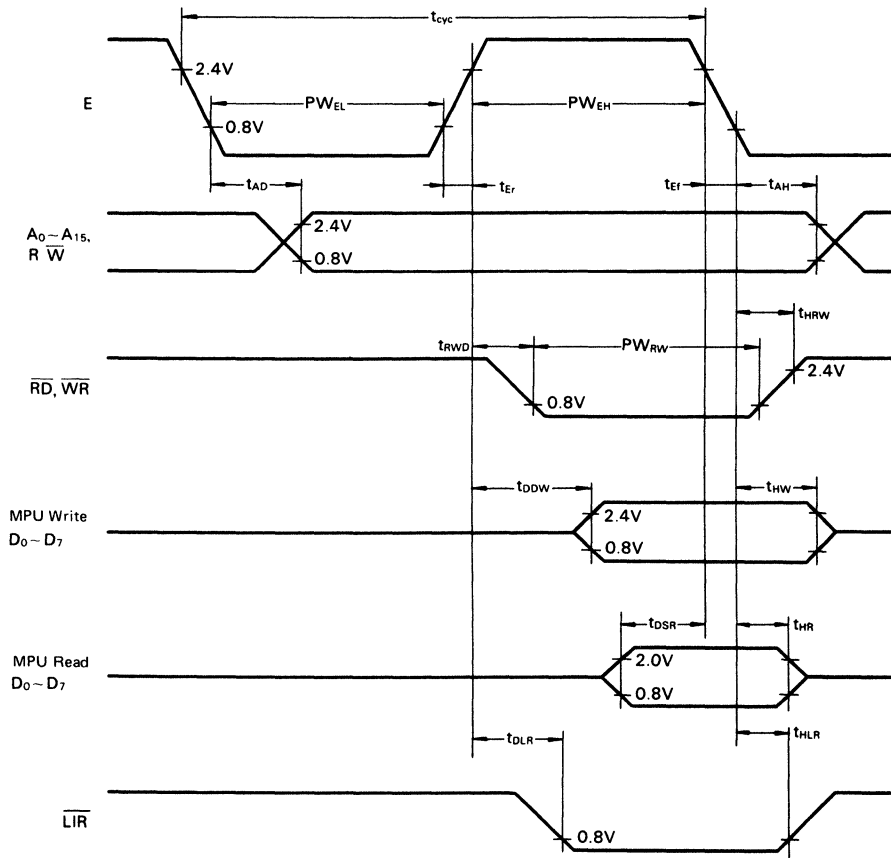 tcyc
2.4V
E
PWEL
PWEH
0.8V
tAD
tEr
tEf
tAH
A0~A15,
R W
2.4V
0.8V
tHRW
tRWD
PWRW
2.4V
RD, WR
0.8V
tDDW
tHW
MPU Write
D0~D7
2.4V
0.8V
tDSR
tHR
MPU Read
D0~D7
2.0V
0.8V
tDLR
tHLR
LIR
0.8V